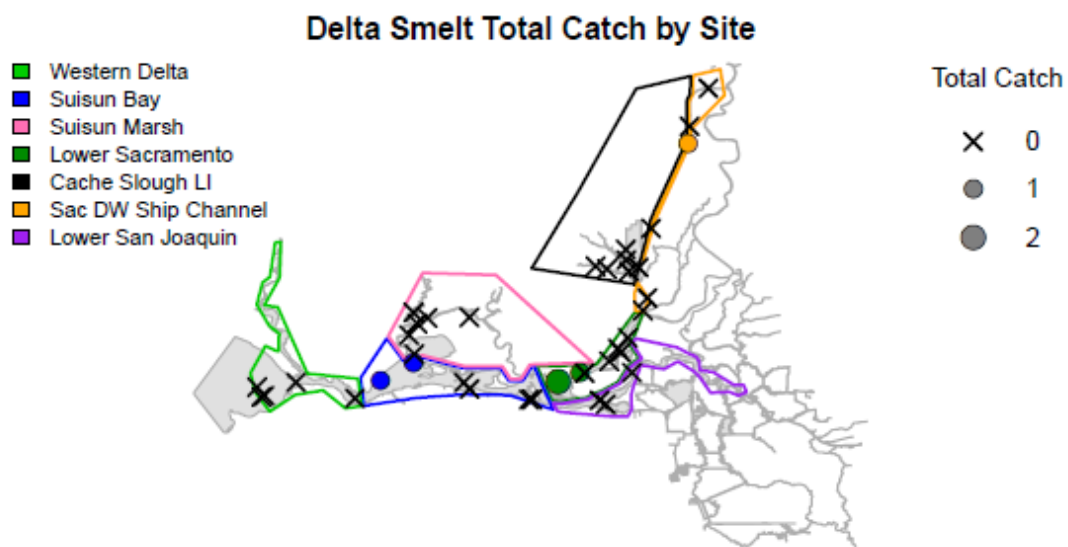 Delta Smelt Total Catch by Site
Western Delta
Suisun Bay
Suisun Marsh
Lower Sacramento
Cache Slough LI
Sac DW Ship Channel
Lower San Joaquin
Total Catch
0
1
2